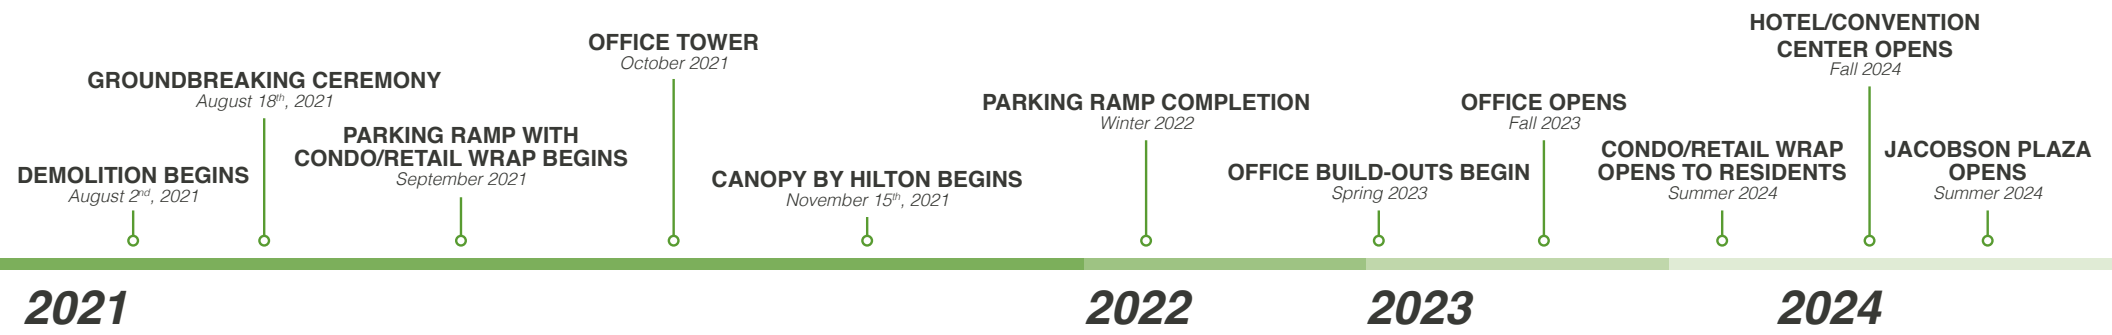 DEMOLITION BEGINS
August 2nd, 2021
GROUNDBREAKING CEREMONY
August 18th, 2021
PARKING RAMP WITH
CONDO/RETAIL WRAP BEGINS
September 2021
OFFICE TOWER
October 2021
CANOPY BY HILTON BEGINS
November 15th, 2021
PARKING RAMP COMPLETION
Winter 2022
OFFICE BUILD-OUTS BEGIN
Spring 2023
OFFICE OPENS
Fall 2023
CONDO/RETAIL WRAP
OPENS TO RESIDENTS
Summer 2024
HOTEL/CONVENTION
CENTER OPENS
Fall 2024
JACOBSON PLAZA
OPENS
Summer 2024
2021
2022
2023
2024